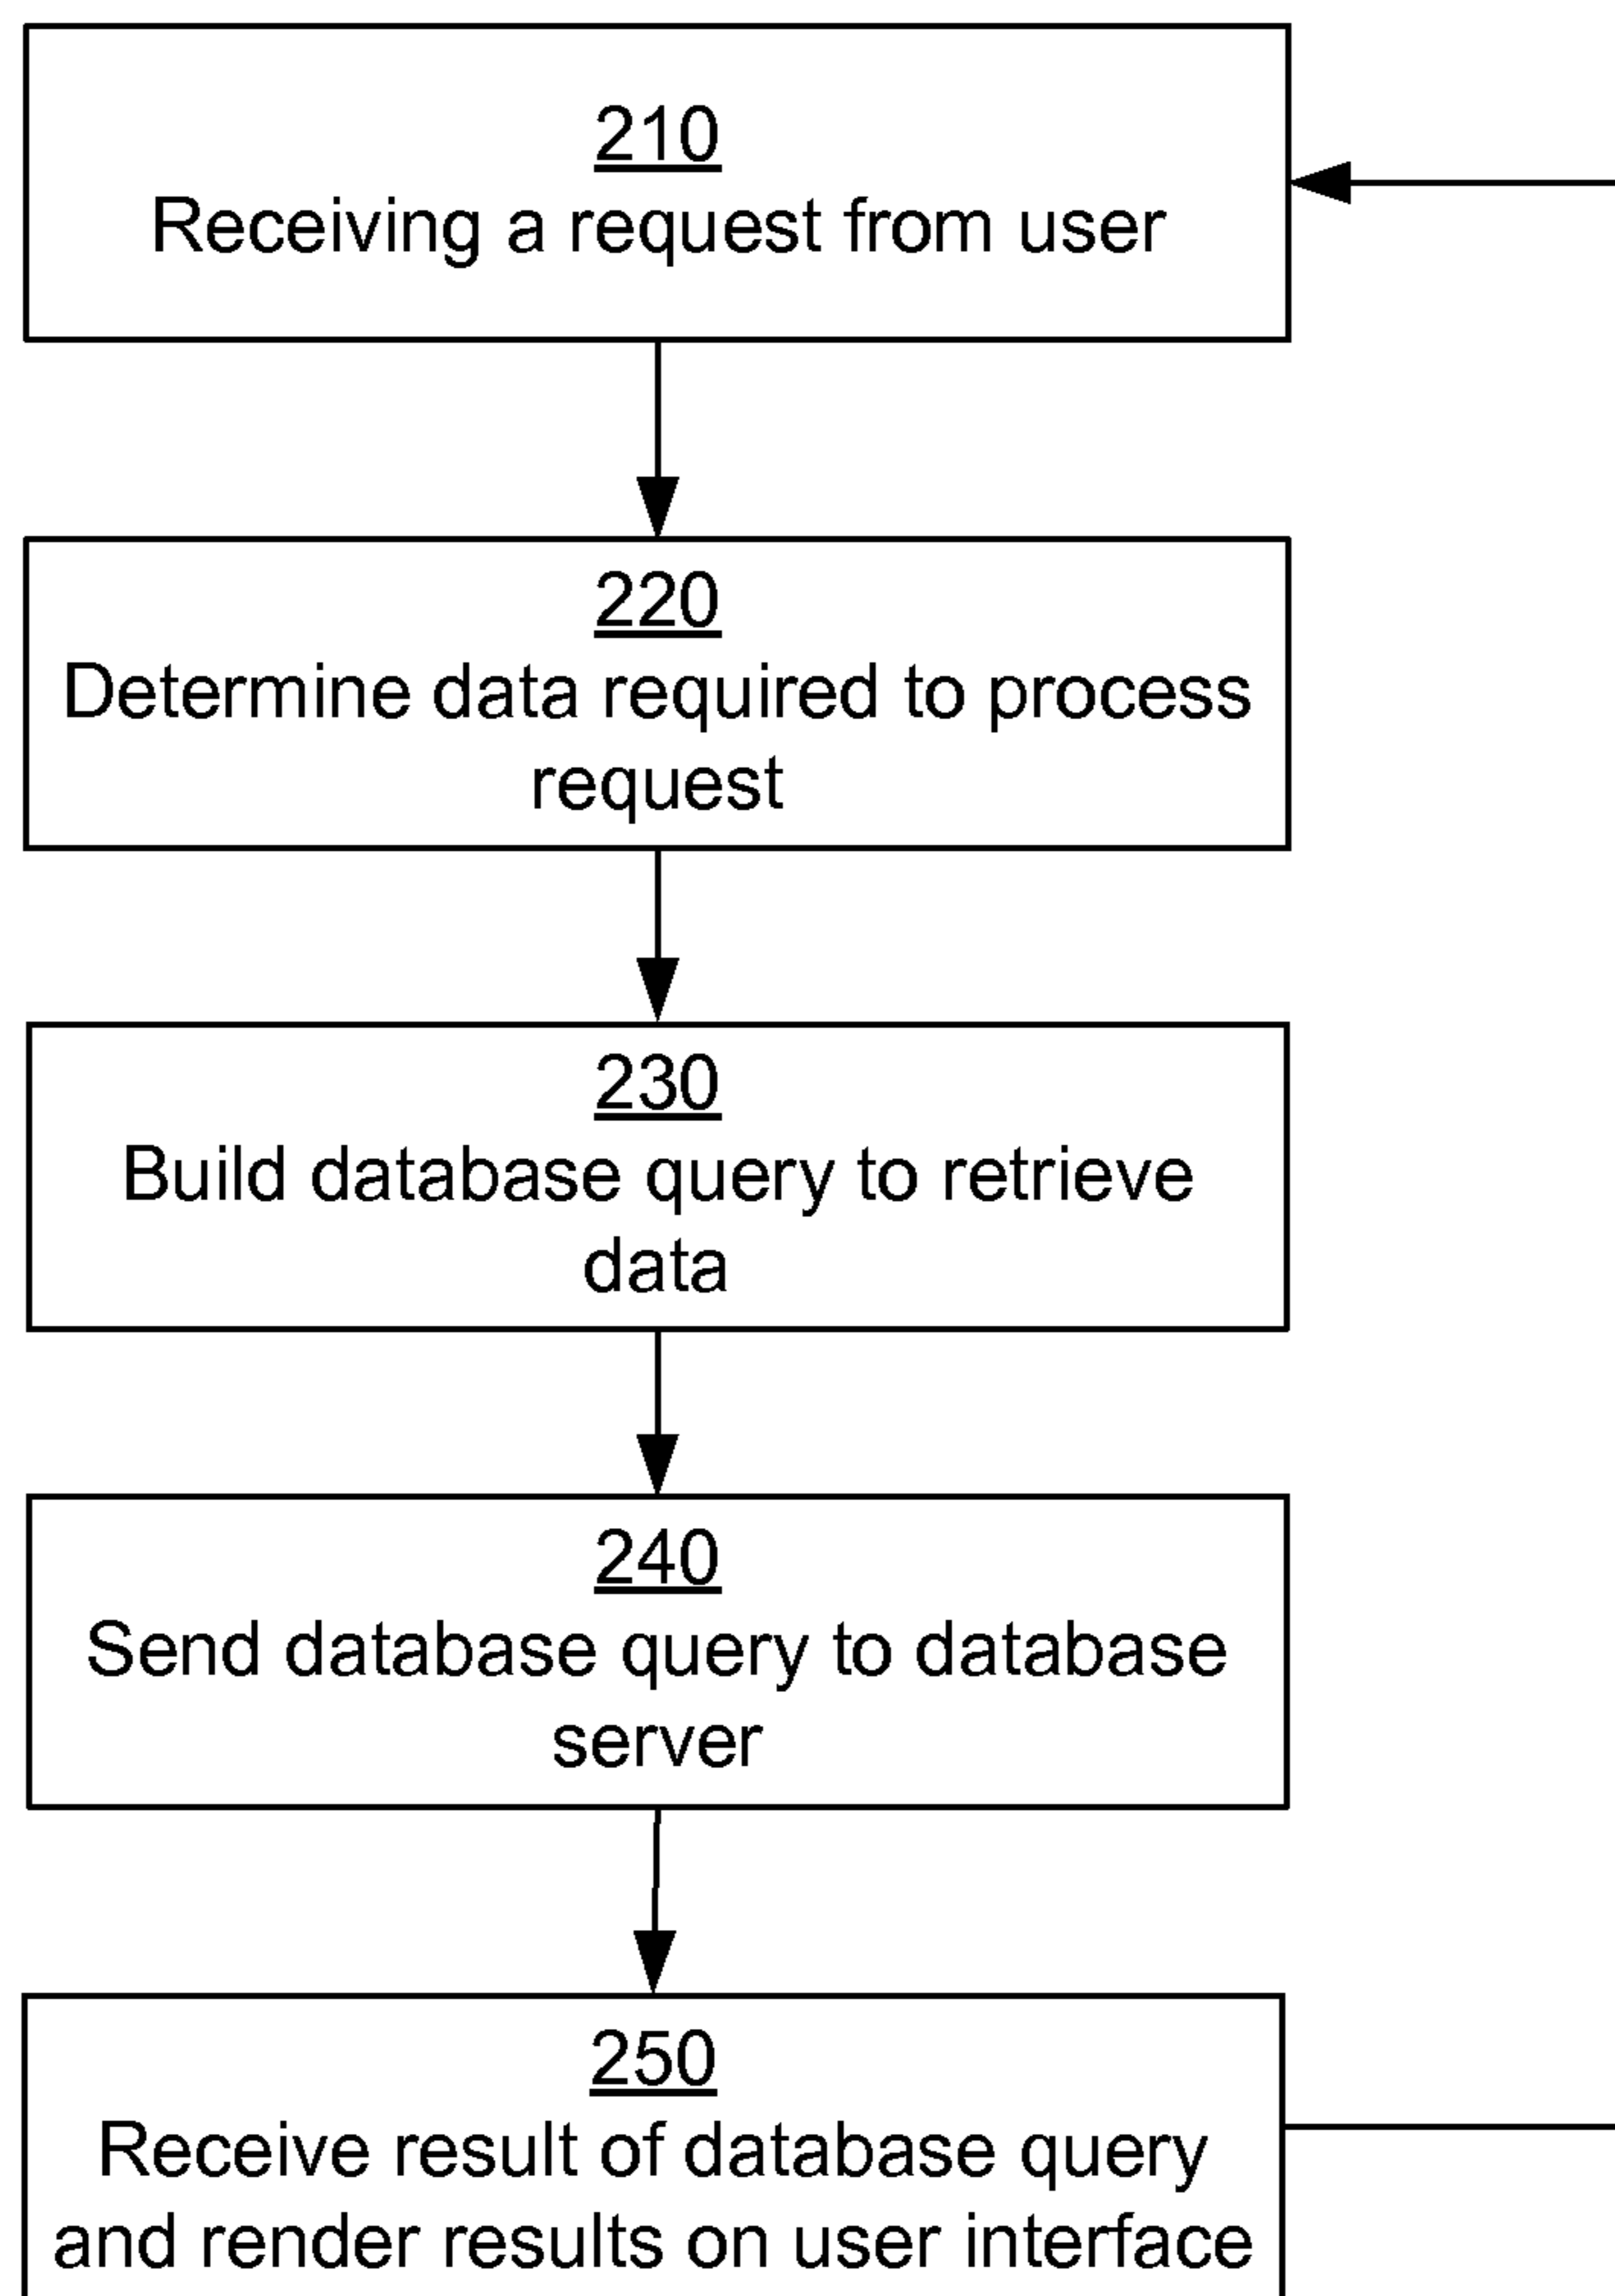 210
Receiving a request from user
220
Determine data required to process
request
230
Build database query to retrieve
data
240
Send database query to database
server
250
Receive result of database query
and render results on user interface